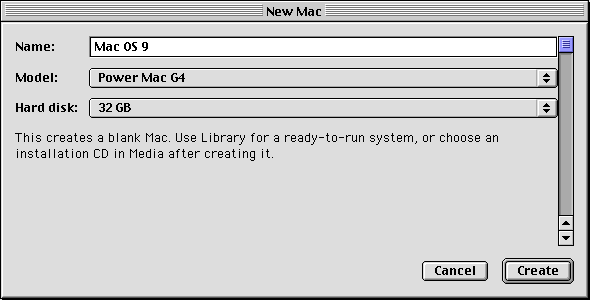 New Mac
Name: Mac OS 9
Model: Power Mac G4
Hard disk: 32 GB
This creates a blank Mac. Use Library for a ready-to-run system, or choose an
installation CD in Media after creating it.
Cancel Create